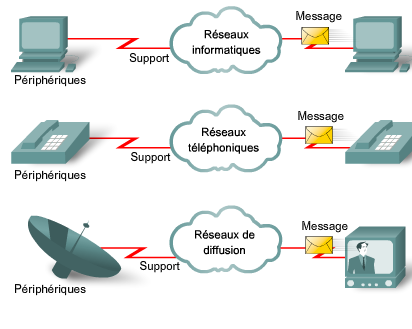 Message
Réseaux
informatiques
Support
Périphériques
Message
Réseaux
téléphoniques
Support
Périphériques
Message
Réseaux de
diffusion
Support
Périphériques